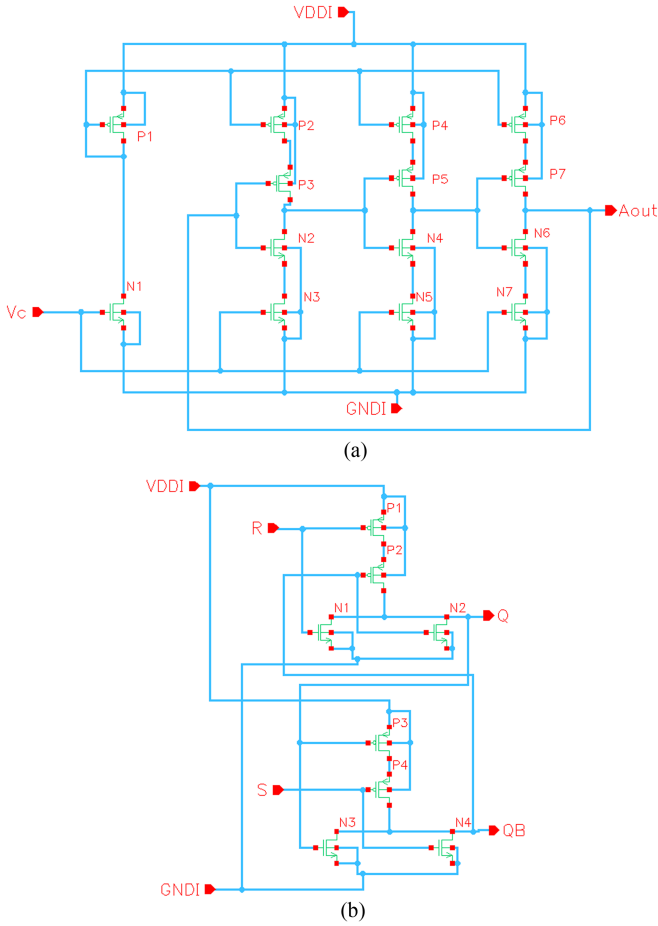 VDDI
P1 P2 P4 P6
P3 P5 P7
Aout
N2 N4 N6
N1 N3 N5 N7
Vc
GNDI
(a)
VDDI
P1
R
P2
N1 N2
Q
P3
P4
S
N3 N4
QB
GNDI
(b)